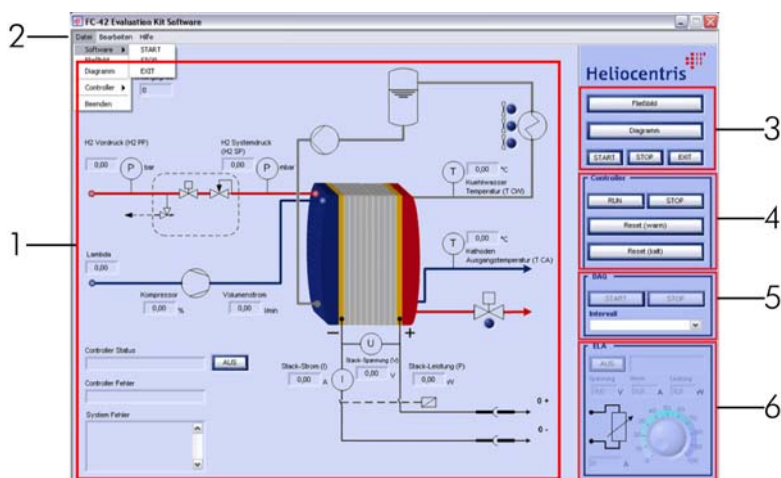 FC-42 Evaluation Kit Software
2
Datei Bearbeiten Hilfe
Software START
STOP
Diagramm EXIT
0
Controller
Beenden
Heliocentris
Fließbild
Diagramm
START STOP EXIT
3
H2 Vordruck (H2 PP)
0,00 P bar
H2 Systemdruck
(H2 SP)
0,00 P mbar
T 0,00 °C
Kuehlwasser
Temperatur (T CW)
Controller
RUN STOP
Reset (warm)
Reset (kalt)
4
1
T 0,00 °C
Kathoden
Ausgangstemperatur (T CA)
Lambda
0,00
Kompressor
0,00 %
Volumenstrom
0,00 l/min
DAQ
START STOP
Intervall
5
Controller Status
AUS
Controller Fehler
System Fehler
− +
U
Stack-Strom (I)
0,00 A
I
Stack-Spannung (V)
0,00 V
Stack-Leistung (P)
0,00 W
0 +
0 -
ELA
AUS
Spannung Strom Leistung
V A W
A
6